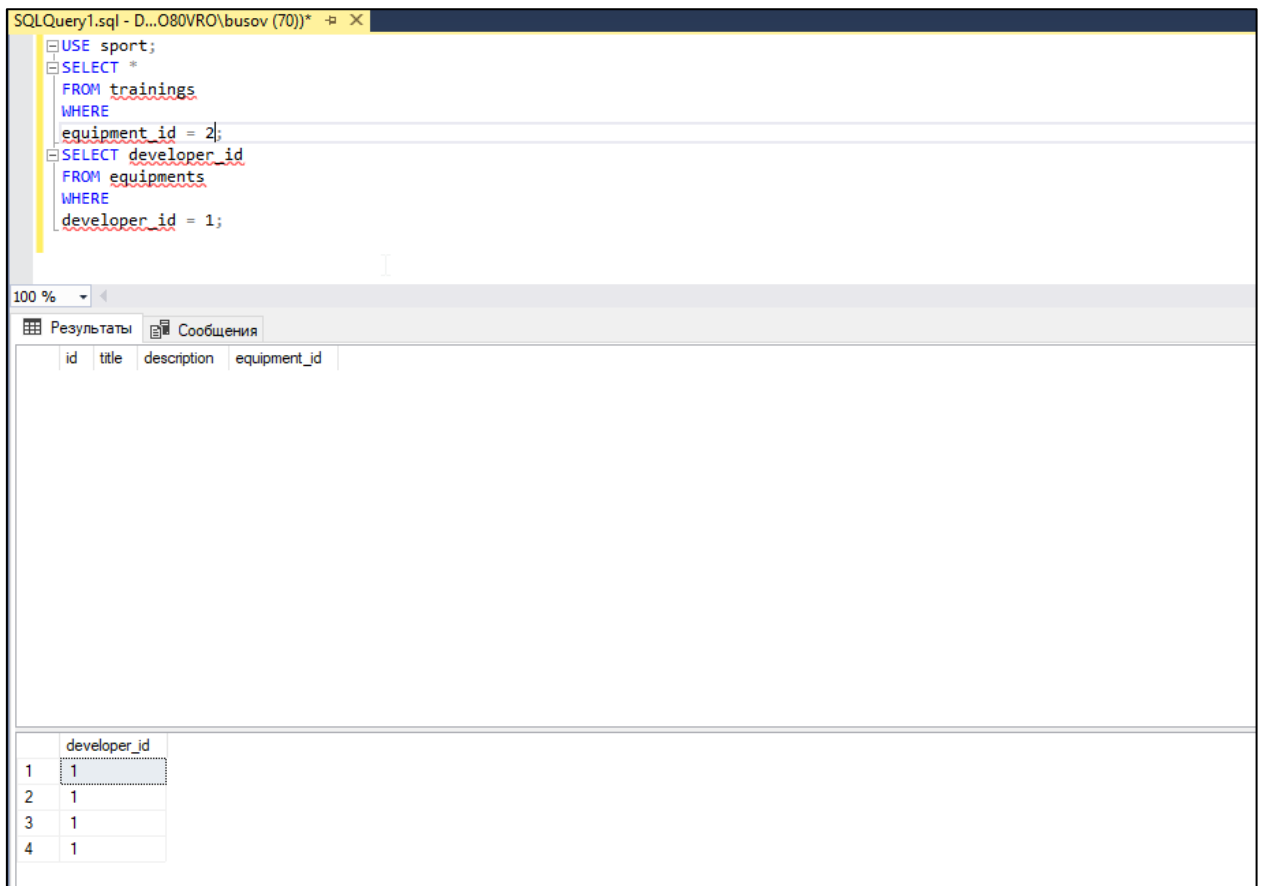 SQLQuery1.sql - D...O80VRO\busov (70))*
USE sport;
SELECT *
FROM trainings
WHERE
equipment_id = 2;
SELECT developer_id
FROM equipments
WHERE
developer_id = 1;
100 %
Результаты Сообщения
id title description equipment_id
developer_id
1 1
2 1
3 1
4 1